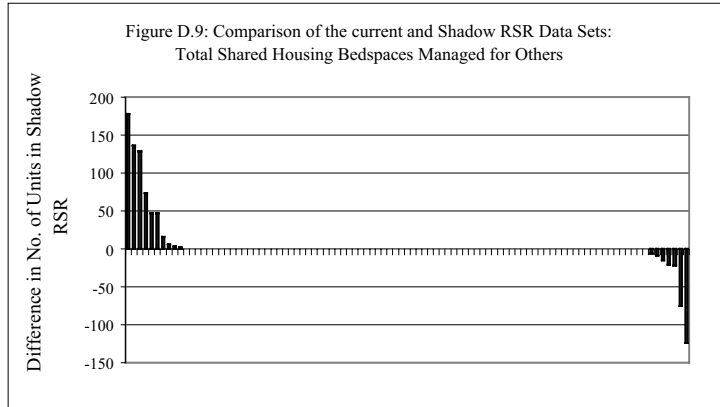 Figure D.9: Comparison of the current and Shadow RSR Data Sets:
Total Shared Housing Bedspaces Managed for Others
Difference in No. of Units in Shadow
RSR
200
150
100
50
0
-50
-100
-150